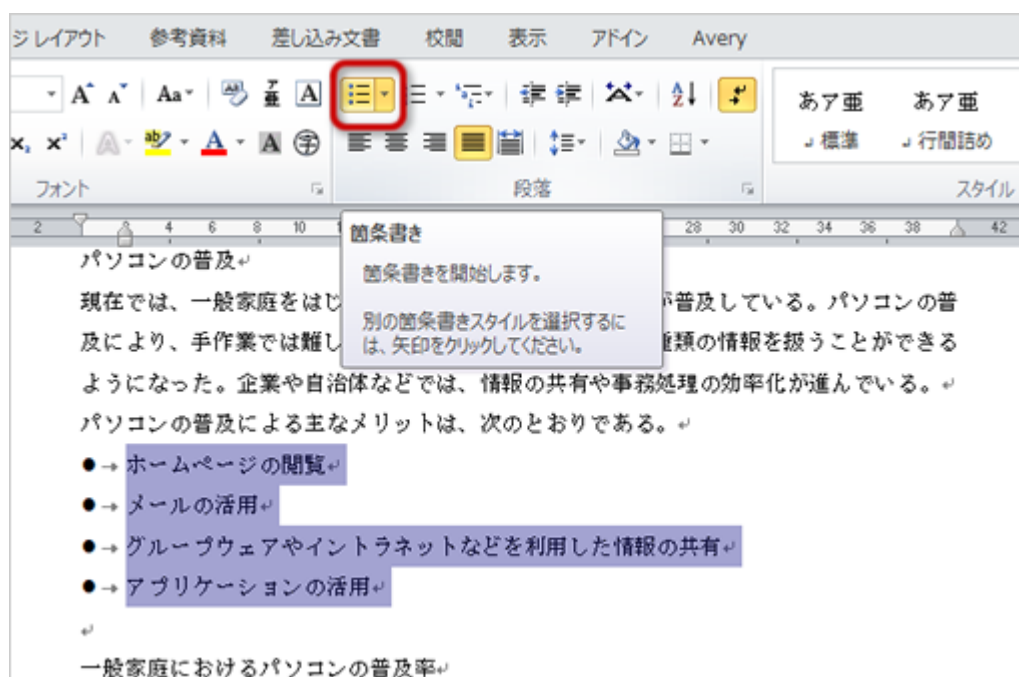 ジ レイアウト 参考資料 差し込み文書 校閲 表示 アドイン Avery
あア亜 あア亜
標準 行間詰め
フォント 段落 スタイル
2 2 4 6 8 10 28 30 32 34 36 38 42
箇条書き
箇条書きを開始します。
別の箇条書きスタイルを選択するに
は、矢印をクリックしてください。
パソコンの普及
現在では、一般家庭をはじ 普及している。パソコンの普
及により、手作業では難し 種類の情報を扱うことができる
ようになった。企業や自治体などでは、情報の共有や事務処理の効率化が進んでいる。
パソコンの普及による主なメリットは、次のとおりである。
●→ホームページの閲覧
●→メールの活用
●→グループウェアやイントラネットなどを利用した情報の共有
●→アプリケーションの活用
一般家庭におけるパソコンの普及率